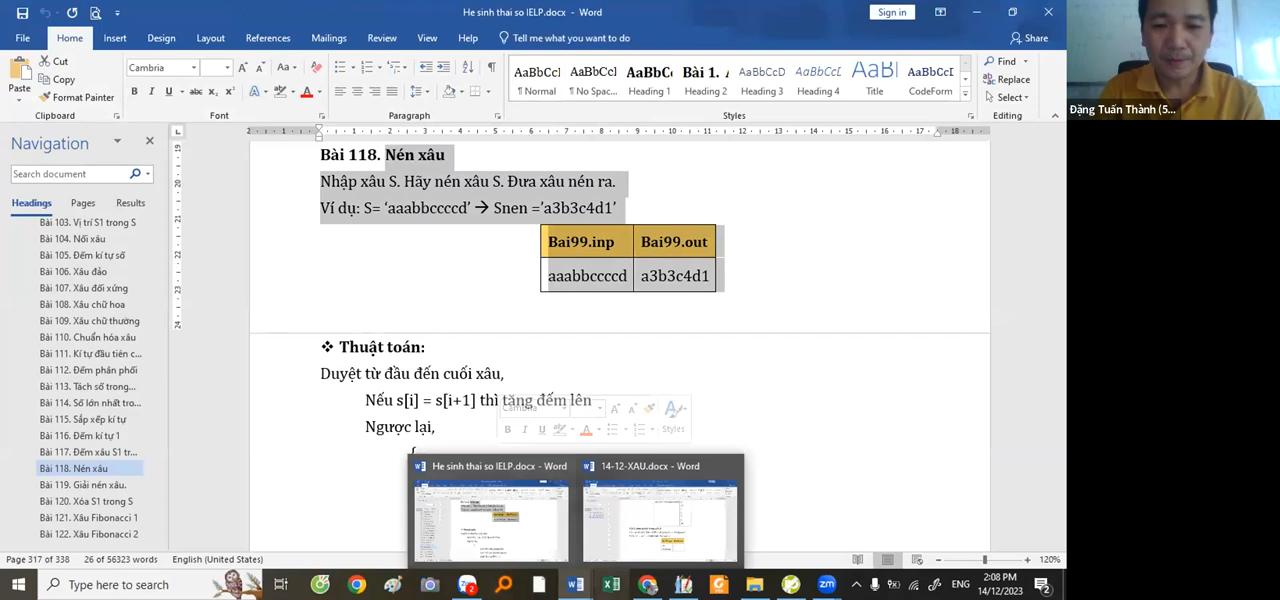 He sinh thai so IELP.docx - Word
Sign in
File Home Insert Design Layout References Mailings Review View Help Tell me what you want to do
Share
Paste
Cut
Copy
Format Painter
Clipboard
Cambria
Font
Paragraph
AaBbCcI AaBbCcI AaBbC Bài 1. AaBbCcD AaBbCcL AaBl AaBbCcI
¶ Normal ¶ No Spac... Heading 1 Heading 2 Heading 3 Heading 4 Title CodeForm
Styles
Find
Replace
Select
Editing
Đặng Tuấn Thành (5...
Navigation
Search document
Headings Pages Results
Bài 103. Vị trí S1 trong S
Bài 104. Nối xâu
Bài 105. Đếm kí tự số
Bài 106. Xâu đảo
Bài 107. Xâu đối xứng
Bài 108. Xâu chữ hoa
Bài 109. Xâu chữ thường
Bài 110. Chuẩn hóa xâu
Bài 111. Kí tự đầu tiên c...
Bài 112. Đếm phân phối
Bài 113. Tách số trong...
Bài 114. Số lớn nhất tro...
Bài 115. Sắp xếp kí tự
Bài 116. Đếm kí tự 1
Bài 117. Đếm xâu S1 tr...
Bài 118. Nén xâu
Bài 119. Giải nén xâu.
Bài 120. Xóa S1 trong S
Bài 121. Xâu Fibonacci 1
Bài 122. Xâu Fibonacci 2
Bài 118. Nén xâu
Nhập xâu S. Hãy nén xâu S. Đưa xâu nén ra.
Ví dụ: S= ‘aaabbccccd’ → Snen =’a3b3c4d1’
Bai99.inp Bai99.out
aaabbccccd a3b3c4d1
❖ Thuật toán:
Duyệt từ đầu đến cuối xâu,
Nếu s[i] = s[i+1] thì tăng đếm lên
Ngược lại,
{
Cambria
Styles
He sinh thai so IELP.docx - Word
14-12-XAU.docx - Word
Page 317 of 338 26 of 56323 words English (United States)
120%
Type here to search
ENG
2:08 PM
14/12/2023